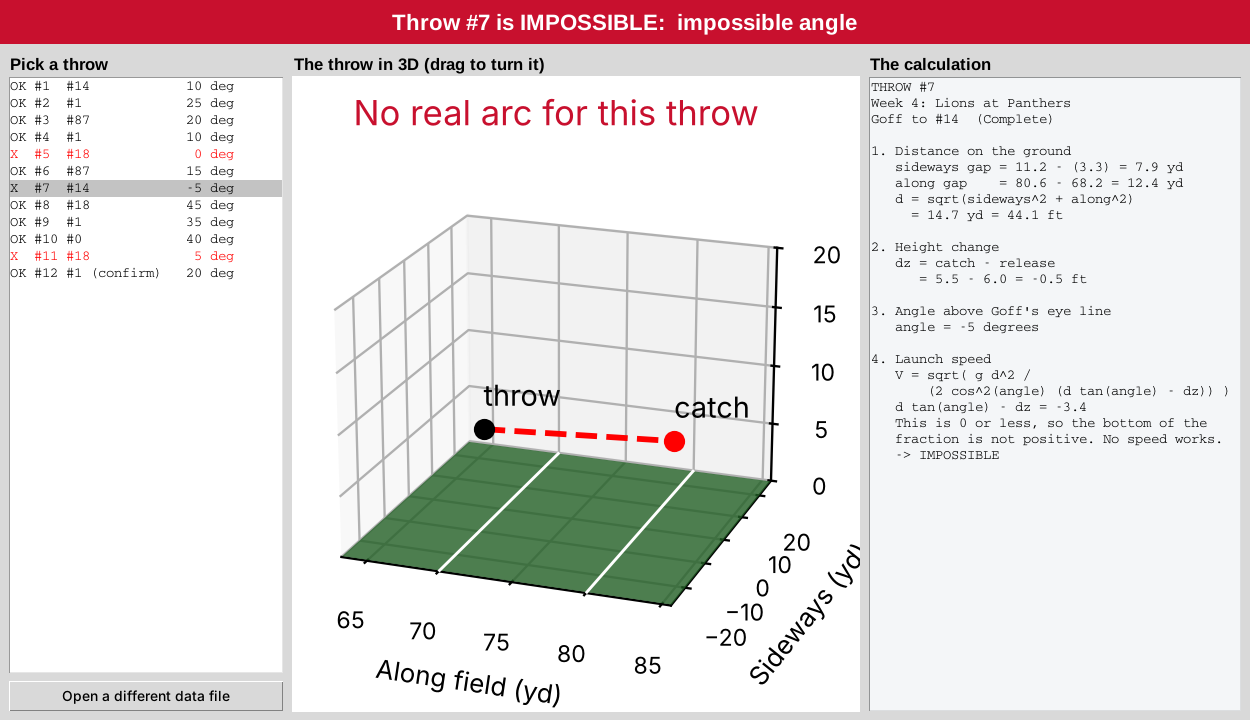 Throw #7 is IMPOSSIBLE:  impossible angle
Pick a throw
OK #1  #14            10 deg
OK #2  #1             25 deg
OK #3  #87            20 deg
OK #4  #1             10 deg
X  #5  #18             0 deg
OK #6  #87            15 deg
X  #7  #14            -5 deg
OK #8  #18            45 deg
OK #9  #1             35 deg
OK #10 #0             40 deg
X  #11 #18             5 deg
OK #12 #1 (confirm)   20 deg
Open a different data file
The throw in 3D (drag to turn it)
No real arc for this throw
throw
catch
20
15
10
5
0
20
10
0
−10
−20
Sideways (yd)
65
70
75
80
85
Along field (yd)
The calculation
THROW #7
Week 4: Lions at Panthers
Goff to #14  (Complete)
1. Distance on the ground
sideways gap = 11.2 - (3.3) = 7.9 yd
along gap    = 80.6 - 68.2 = 12.4 yd
d = sqrt(sideways^2 + along^2)
= 14.7 yd = 44.1 ft
2. Height change
dz = catch - release
= 5.5 - 6.0 = -0.5 ft
3. Angle above Goff's eye line
angle = -5 degrees
4. Launch speed
V = sqrt( g d^2 /
(2 cos^2(angle) (d tan(angle) - dz)) )
d tan(angle) - dz = -3.4
This is 0 or less, so the bottom of the
fraction is not positive. No speed works.
-> IMPOSSIBLE